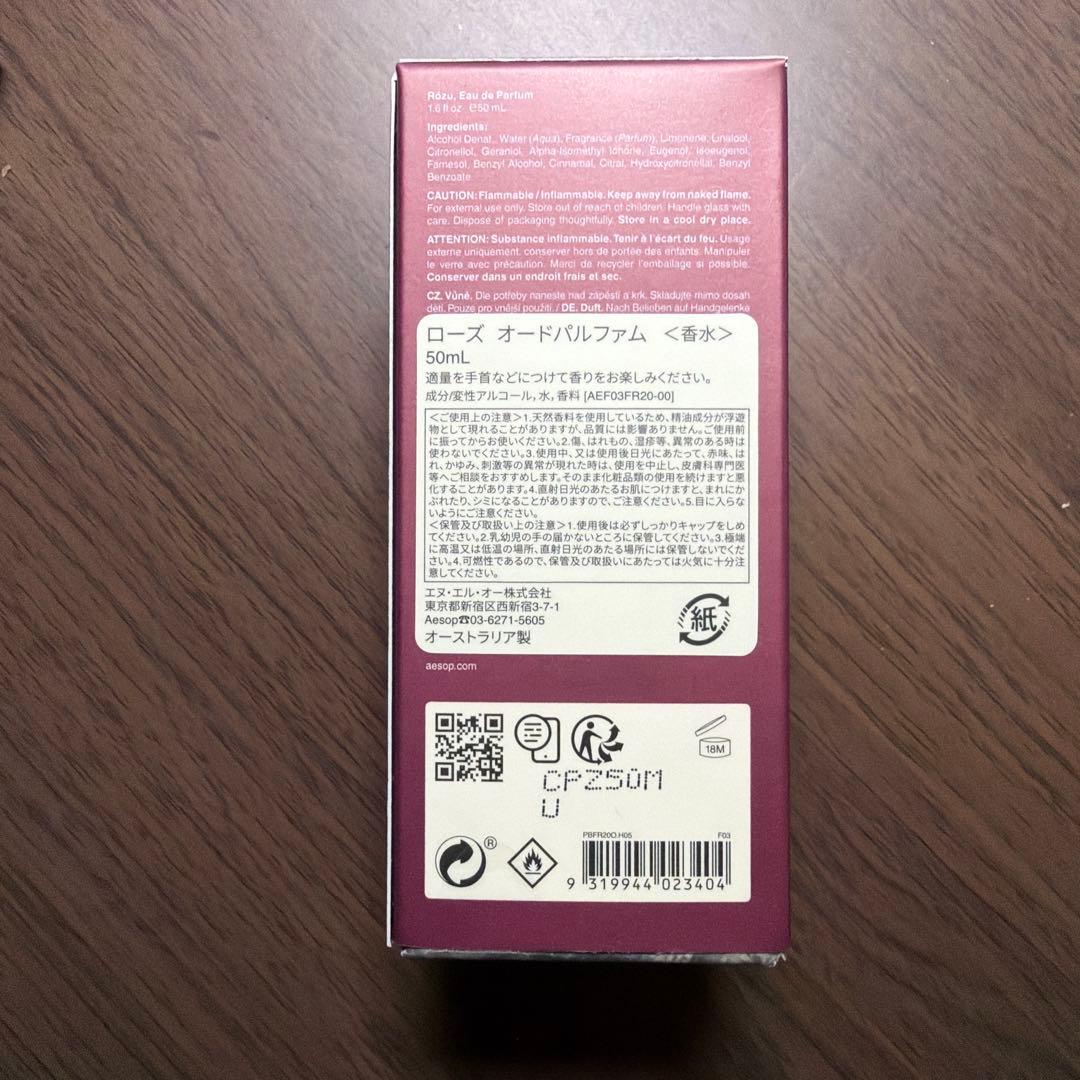 Rōzu, Eau de Parfum
1.6 fl oz ℮50 mL
Ingredients:
Alcohol Denat., Water (Aqua), Fragrance (Parfum), Limonene, Linalool,
Citronellol, Geraniol, Alpha-Isomethyl Ionone, Eugenol, Isoeugenol,
Farnesol, Benzyl Alcohol, Cinnamal, Citral, Hydroxycitronellal, Benzyl
Benzoate.
CAUTION: Flammable / Inflammable. Keep away from naked flame.
For external use only. Store out of reach of children. Handle glass with
care. Dispose of packaging thoughtfully. Store in a cool dry place.
ATTENTION: Substance inflammable. Tenir à l'écart du feu. Usage
externe uniquement. conserver hors de portée des enfants. Manipuler
le verre avec précaution. Merci de recycler l'emballage si possible.
Conserver dans un endroit frais et sec.
CZ. Vůně. Dle potřeby naneste nad zápěstí a krk. Skladujte mimo dosah
dětí. Pouze pro vnější použití. / DE. Duft. Nach Belieben auf Handgelenke
ローズ オードパルファム ＜香水＞
50mL
適量を手首などにつけて香りをお楽しみください。
成分/変性アルコール,水,香料 [AEF03FR20-00]
＜ご使用上の注意＞1.天然香料を使用しているため、精油成分が浮遊
物として現れることがありますが、品質には影響ありません。ご使用前
に振ってからお使いください。2.傷、はれもの、湿疹等、異常のある時は
使わないでください。3.使用中、又は使用後日光にあたって、赤味、は
れ、かゆみ、刺激等の異常が現れた時は、使用を中止し、皮膚科専門医
等へご相談をおすすめします。そのまま化粧品類の使用を続けますと悪
化することがあります。4.直射日光のあたるお肌につけますと、まれにか
ぶれたり、シミになることがありますので、ご注意ください。5.目に入らな
いようにご注意ください。
＜保管及び取扱い上の注意＞1.使用後は必ずしっかりキャップをしめ
てください。2.乳幼児の手の届かないところに保管してください。3.極端
に高温又は低温の場所、直射日光のあたる場所には保管しないでくだ
さい。4.可燃性であるので、保管及び取扱いにあたっては火気に十分注
意してください。
エヌ・エル・オー株式会社
東京都新宿区西新宿3-7-1
Aesop☎03-6271-5605
オーストラリア製
紙
aesop.com
18M
CPZ50M
U
PBFR20D.H05 F03
®
9 319944 023404